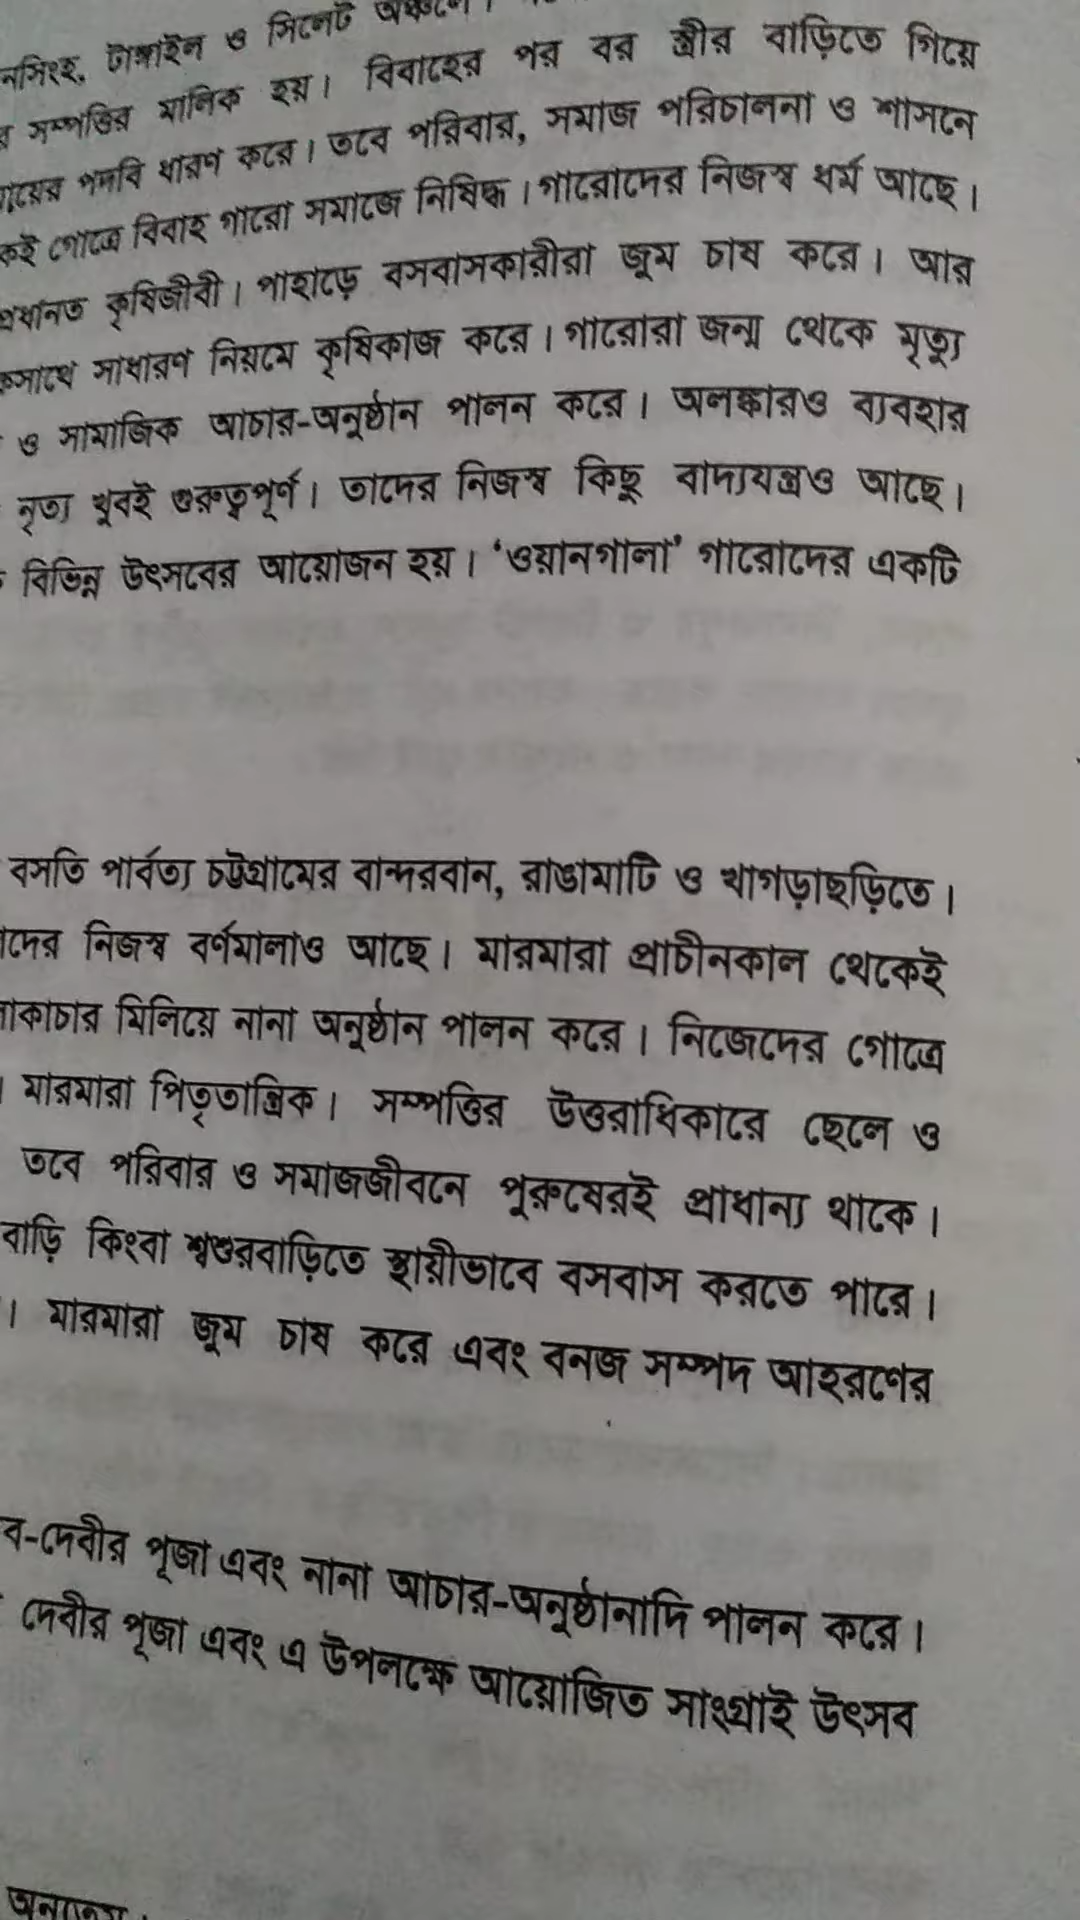 টাঙ্গাইল ও সিলেট
সম্পত্তির মালিক হয়। বিবাহের পর বর স্ত্রীর বাড়িতে গিয়ে
পদবি ধারণ করে। তবে পরিবার, সমাজ পরিচালনা ও শাসনে
গোত্রে বিবাহ গারো সমাজে নিষিদ্ধ। গারোদের নিজস্ব ধর্ম আছে।
কৃষিজীবী। পাহাড়ে বসবাসকারীরা জুম চাষ করে। আর
সাধারণ নিয়মে কৃষিকাজ করে। গারোরা জন্ম থেকে মৃত্যু
ও সামাজিক আচার-অনুষ্ঠান পালন করে। অলঙ্কারও ব্যবহার
নৃত্য খুবই গুরুত্বপূর্ণ। তাদের নিজস্ব কিছু বাদ্যযন্ত্রও আছে।
বিভিন্ন উৎসবের আয়োজন হয়। ‘ওয়ানগালা’ গারোদের একটি
বসতি পার্বত্য চট্টগ্রামের বান্দরবান, রাঙামাটি ও খাগড়াছড়িতে।
দের নিজস্ব বর্ণমালাও আছে। মারমারা প্রাচীনকাল থেকেই
কাচার মিলিয়ে নানা অনুষ্ঠান পালন করে। নিজেদের গোত্রে
। মারমারা পিতৃতান্ত্রিক। সম্পত্তির উত্তরাধিকারে ছেলে ও
তবে পরিবার ও সমাজজীবনে পুরুষেরই প্রাধান্য থাকে।
বাড়ি কিংবা শ্বশুরবাড়িতে স্থায়ীভাবে বসবাস করতে পারে।
। মারমারা জুম চাষ করে এবং বনজ সম্পদ আহরণের
ব-দেবীর পূজা এবং নানা আচার-অনুষ্ঠানাদি পালন করে।
দেবীর পূজা এবং এ উপলক্ষে আয়োজিত সাংগ্রাই উৎসব